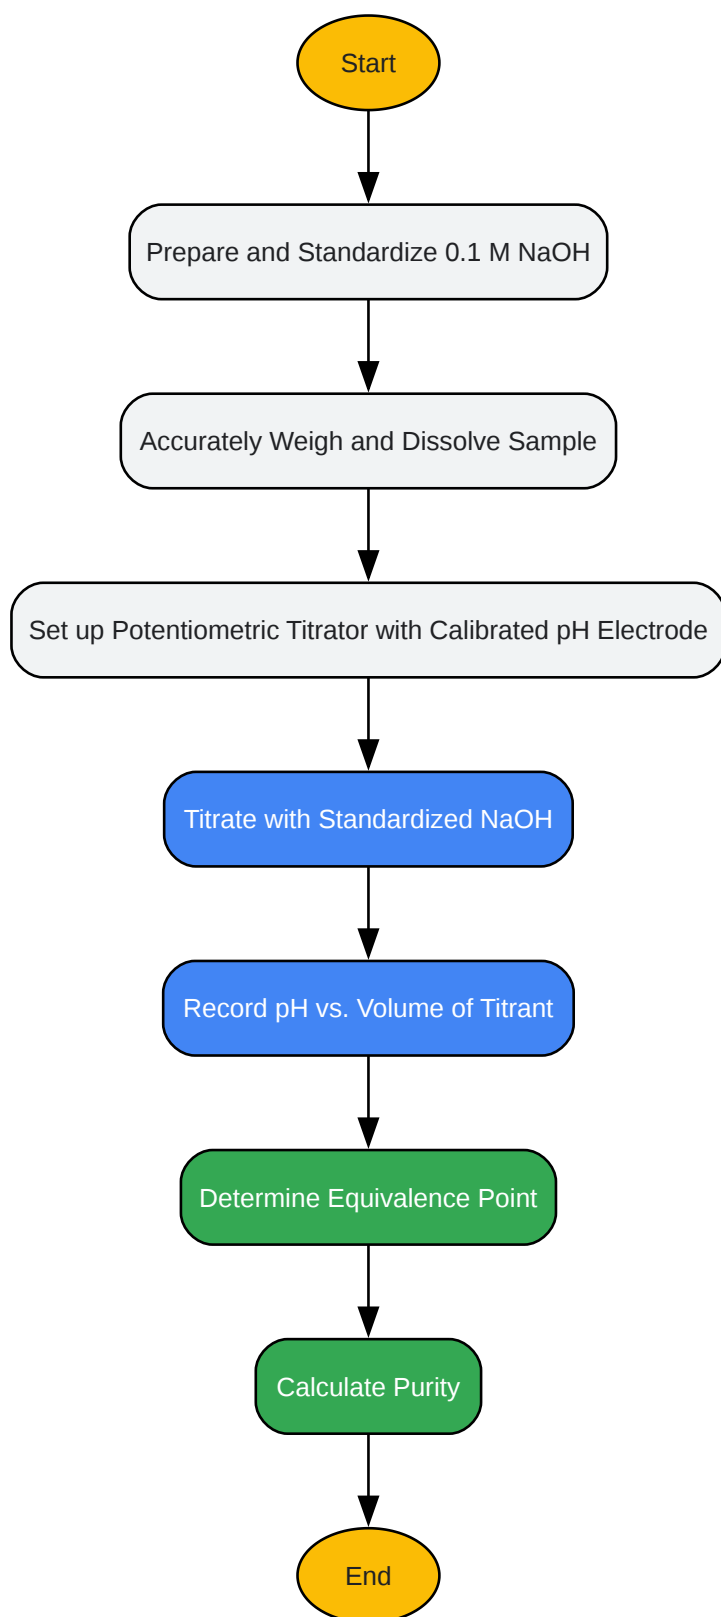 Start
Prepare and Standardize 0.1 M NaOH
Accurately Weigh and Dissolve Sample
Set up Potentiometric Titrator with Calibrated pH Electrode
Titrate with Standardized NaOH
Record pH vs. Volume of Titrant
Determine Equivalence Point
Calculate Purity
End